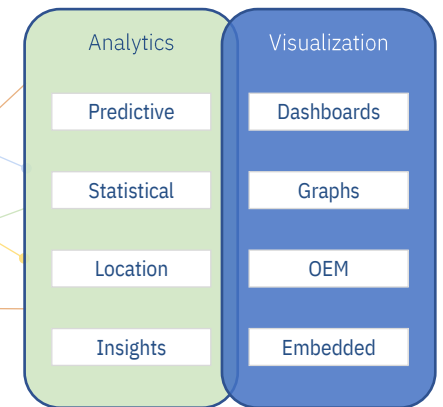 Analytics
Predictive
Statistical
Location
Insights
Visualization
Dashboards
Graphs
OEM
Embedded